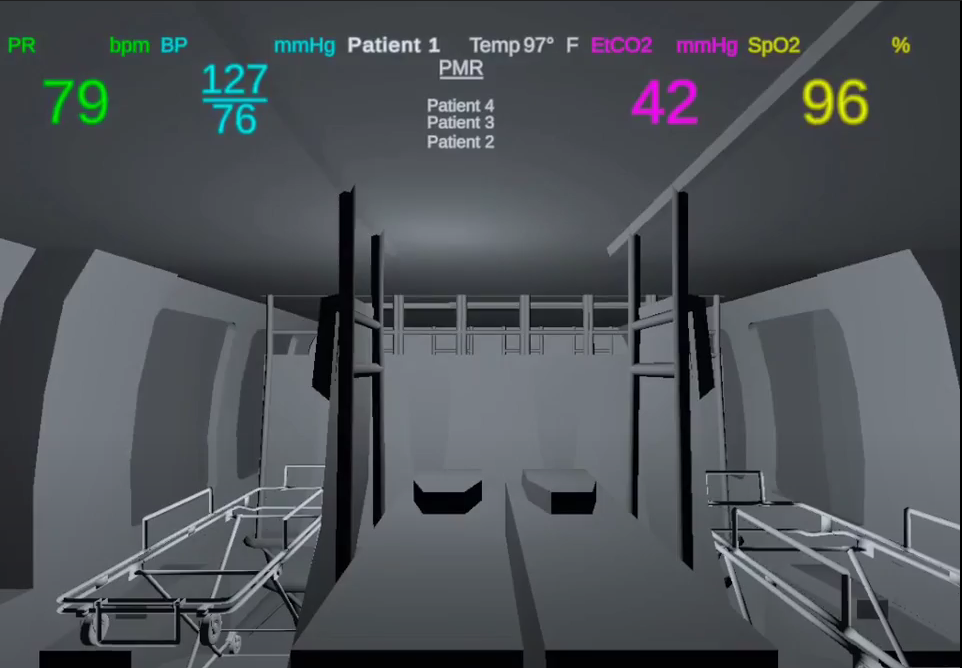 PR bpm BP mmHg Patient 1 Temp 97° F EtCO2 mmHg SpO2 %
PMR
79 127/76 42 96
Patient 4
Patient 3
Patient 2